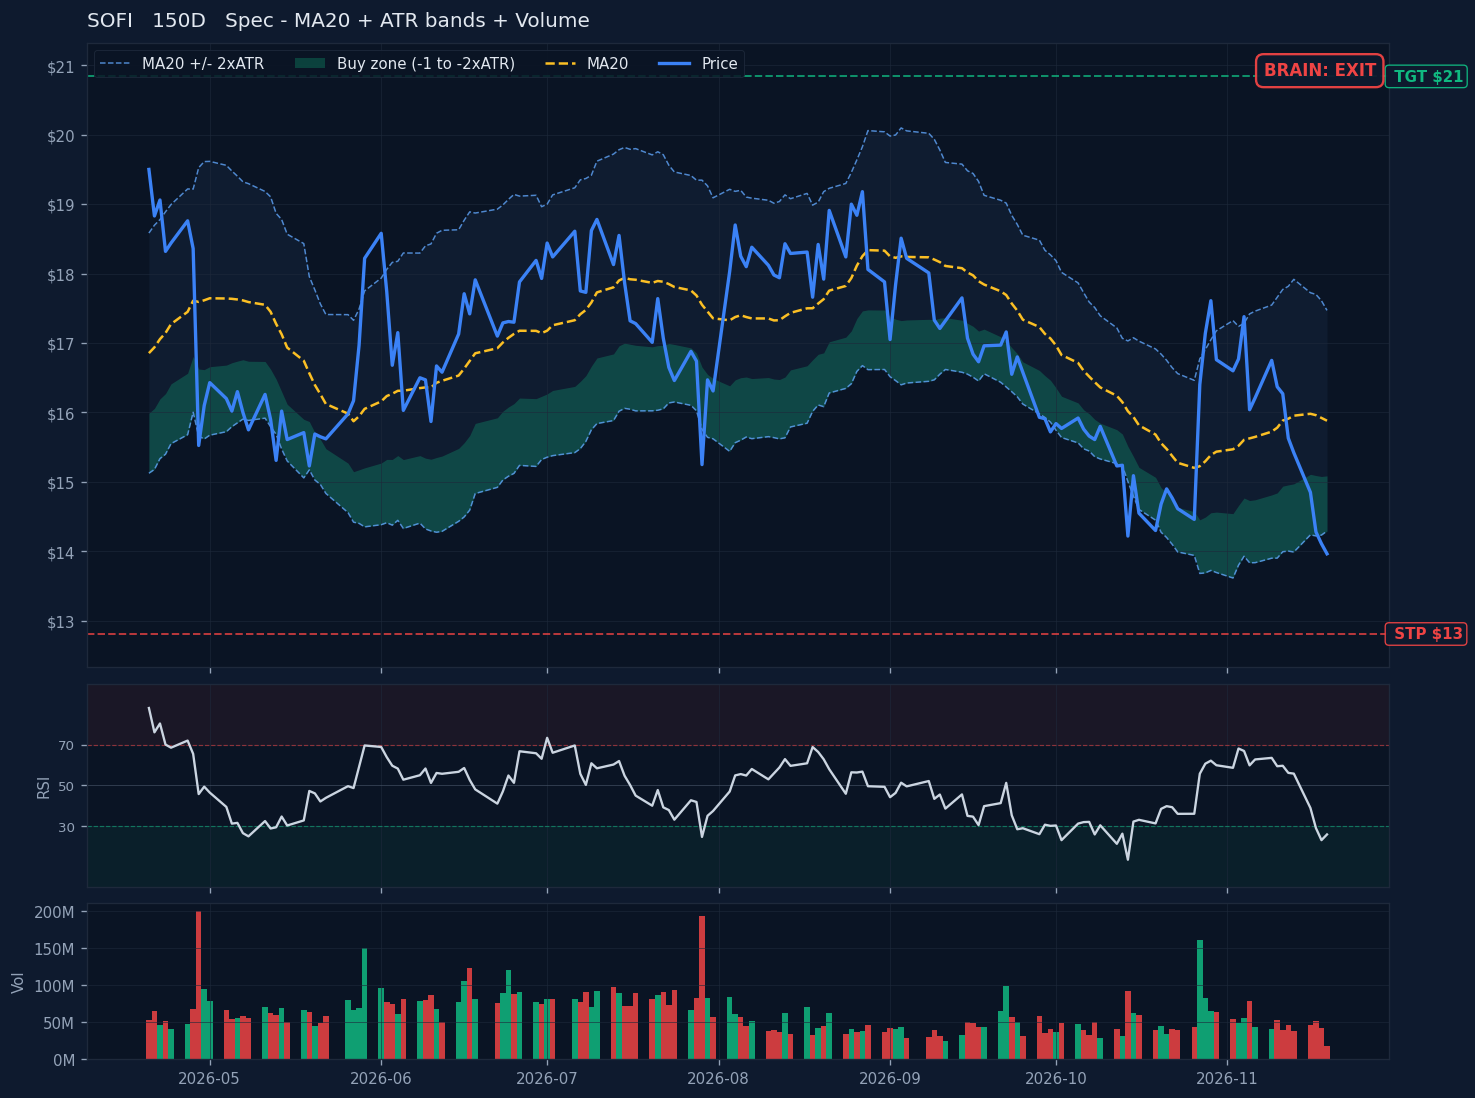 SOFI   150D   Spec - MA20 + ATR bands + Volume
MA20 +/- 2xATR   Buy zone (-1 to -2xATR)   MA20   Price
BRAIN: EXIT
TGT $21
$21
$20
$19
$18
$17
$16
$15
$14
$13
STP $13
RSI
70
50
30
Vol
200M
150M
100M
50M
0M
2026-05   2026-06   2026-07   2026-08   2026-09   2026-10   2026-11